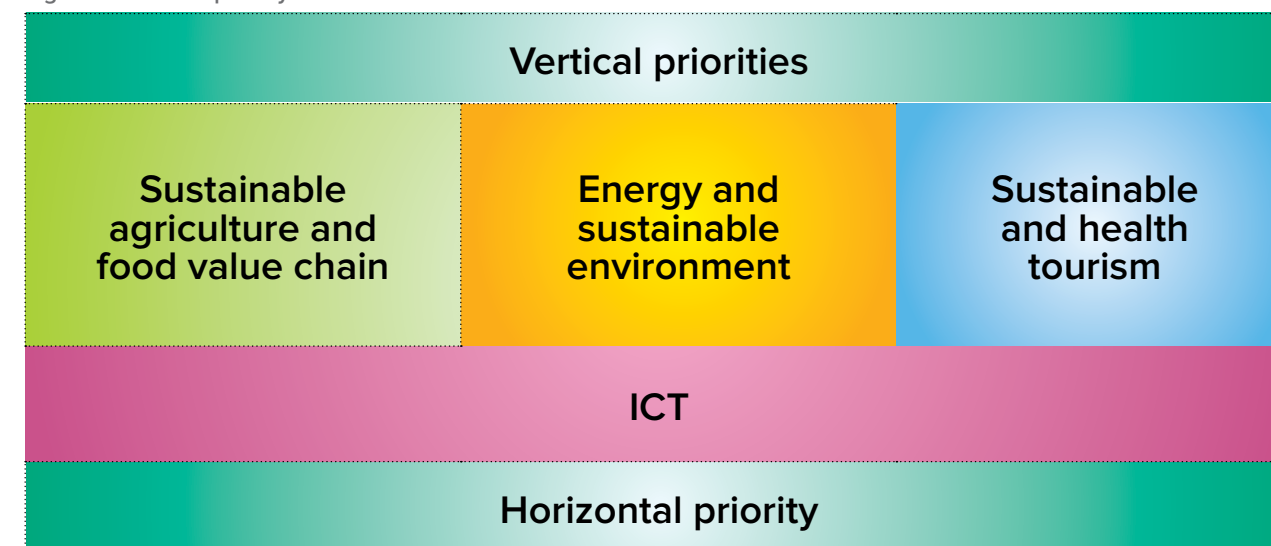 Vertical priorities
Sustainable
agriculture and
food value chain
Energy and
sustainable
environment
Sustainable
and health
tourism
ICT
Horizontal priority